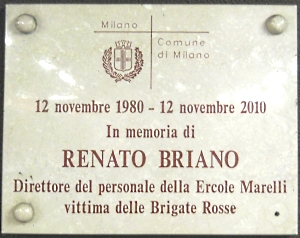 Milano
Comune
di Milano
12 novembre 1980 - 12 novembre 2010
In memoria di
RENATO BRIANO
Direttore del personale della Ercole Marelli
vittima delle Brigate Rosse